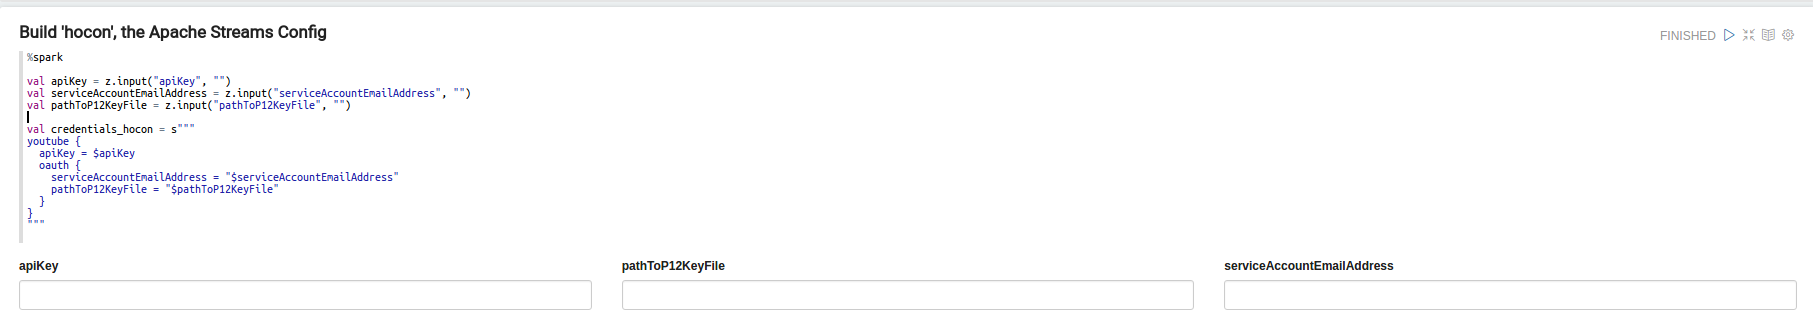 Build 'hocon', the Apache Streams Config
FINISHED
%spark
val apiKey = z.input("apiKey", "")
val serviceAccountEmailAddress = z.input("serviceAccountEmailAddress", "")
val pathToP12KeyFile = z.input("pathToP12KeyFile", "")
val credentials_hocon = s"""
youtube {
  apiKey = $apiKey
  oauth {
    serviceAccountEmailAddress = "$serviceAccountEmailAddress"
    pathToP12KeyFile = "$pathToP12KeyFile"
  }
}
"""
apiKey
pathToP12KeyFile
serviceAccountEmailAddress